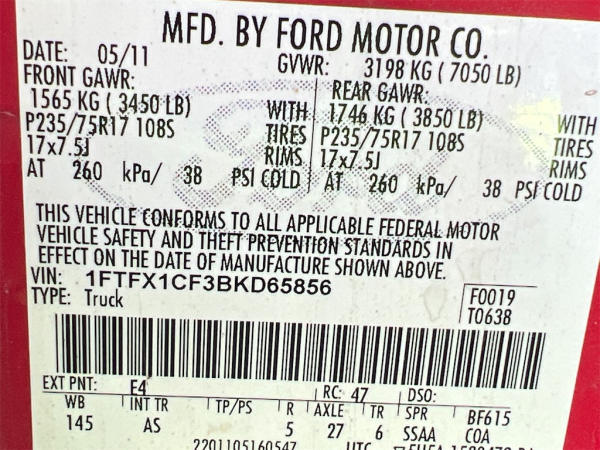 MFD. BY FORD MOTOR CO.
DATE: 05/11 GVWR: 3198 KG (7050 LB)
FRONT GAWR: REAR GAWR:
1565 KG (3450 LB) WITH 1746 KG (3850 LB) WITH
P235/75R17 108S TIRES P235/75R17 108S TIRES
17x7.5J RIMS 17x7.5J RIMS
AT 260 kPa/ 38 PSI COLD AT 260 kPa/ 38 PSI COLD
Ford
THIS VEHICLE CONFORMS TO ALL APPLICABLE FEDERAL MOTOR
VEHICLE SAFETY AND THEFT PREVENTION STANDARDS IN
EFFECT ON THE DATE OF MANUFACTURE SHOWN ABOVE.
VIN: 1FTFX1CF3BKD65856 F0019
TYPE: Truck T0638
EXT PNT: E4 RC: 47 DSO:
WB INT TR TP/PS R AXLE TR SPR BF615
145 AS 5 27 6 SSAA COA
2201105160547 UTC